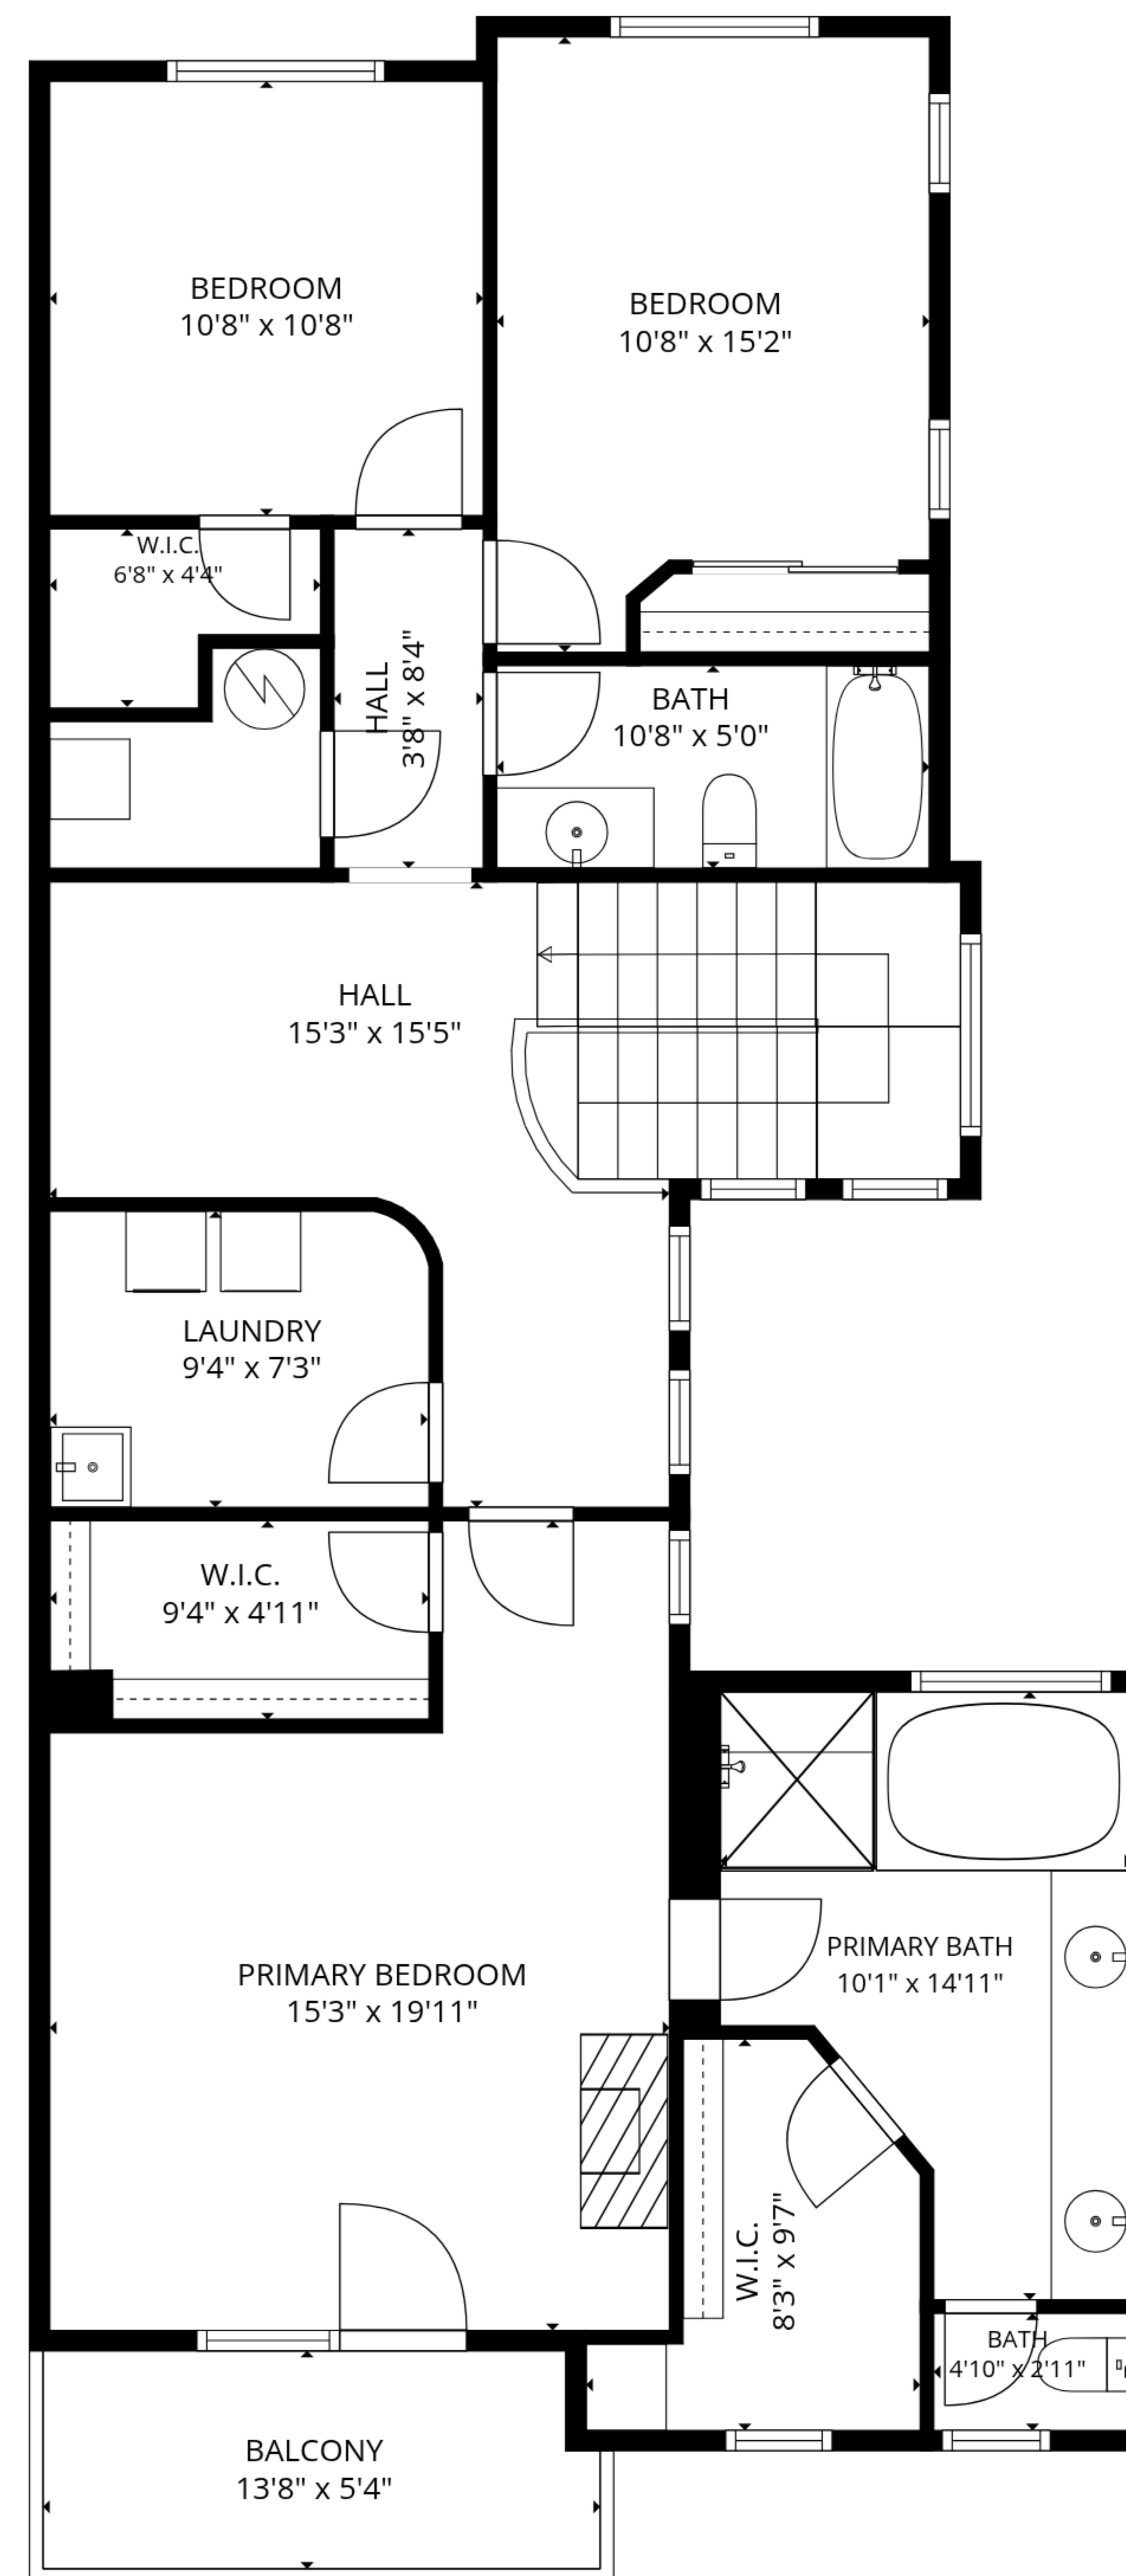 BEDROOM
10'8" x 10'8"
BEDROOM
10'8" x 15'2"
W.I.C.
6'8" x 4'4"
HALL
3'8" x 8'4"
BATH
10'8" x 5'0"
HALL
15'3" x 15'5"
LAUNDRY
9'4" x 7'3"
W.I.C.
9'4" x 4'11"
PRIMARY BEDROOM
15'3" x 19'11"
PRIMARY BATH
10'1" x 14'11"
W.I.C.
8'3" x 9'7"
BATH
4'10" x 2'11"
BALCONY
13'8" x 5'4"